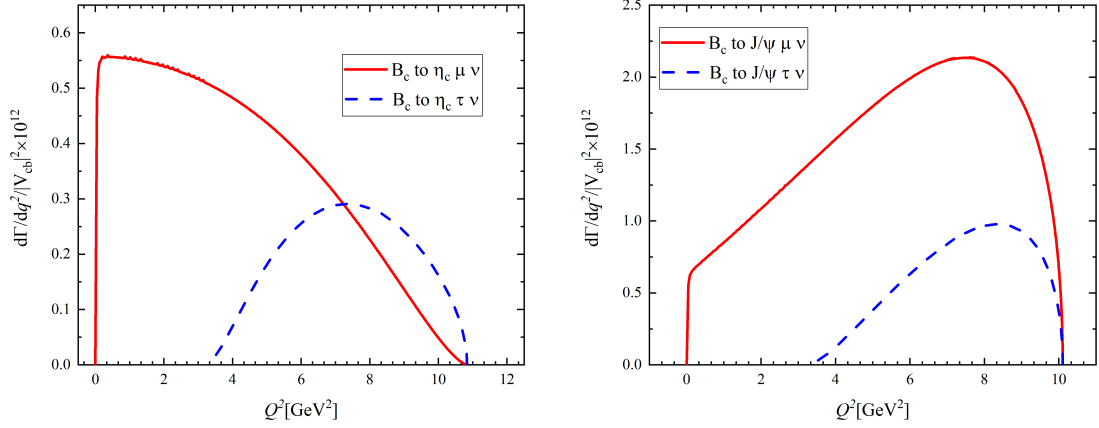 0.6
0.5
0.4
0.3
0.2
0.1
0.0
dΓ/dq²/|V_cb|²×10¹²
B_c to η_c μ ν
B_c to η_c τ ν
0 2 4 6 8 10 12
Q²[GeV²]
2.5
2.0
1.5
1.0
0.5
0.0
dΓ/dq²/|V_cb|²×10¹²
B_c to J/ψ μ ν
B_c to J/ψ τ ν
0 2 4 6 8 10
Q²[GeV²]